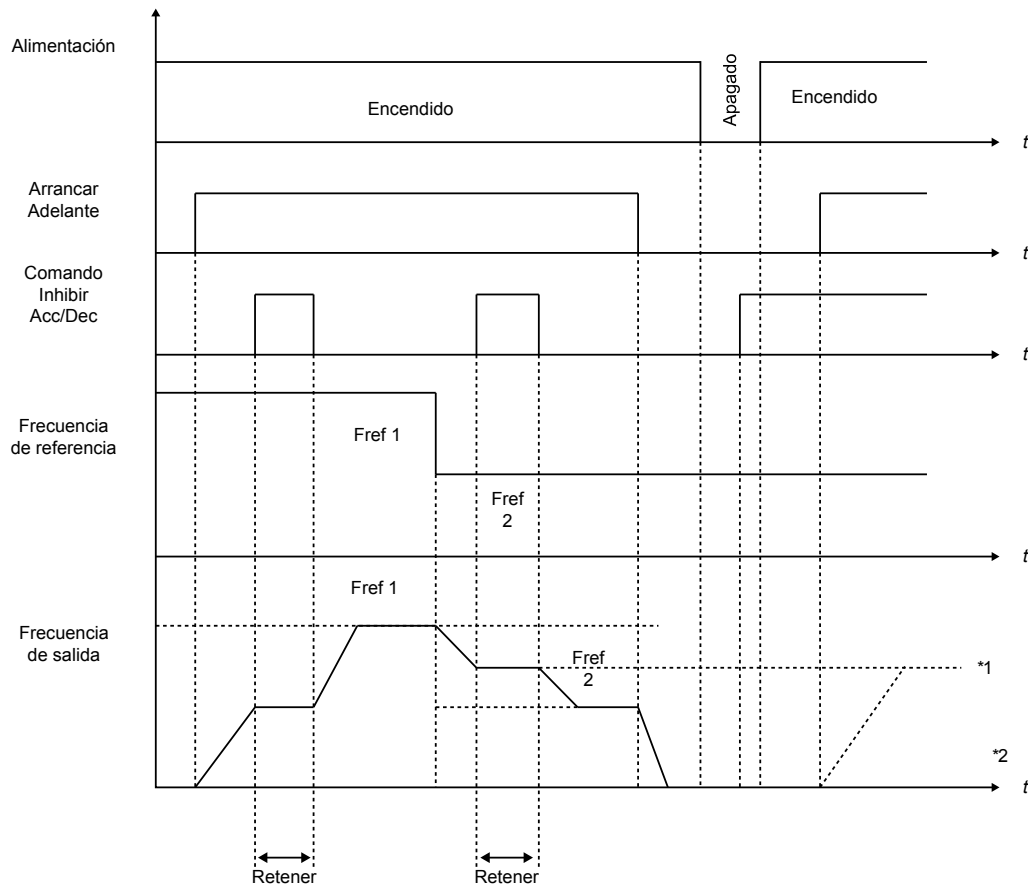 Alimentación
Encendido
Apagado
Encendido
t
Arrancar
Adelante
t
Comando
Inhibir
Acc/Dec
t
Frecuencia
de referencia
Fref 1
Fref
2
t
Fref 1
Frecuencia
de salida
Fref
2
*1
*2
t
Retener
Retener